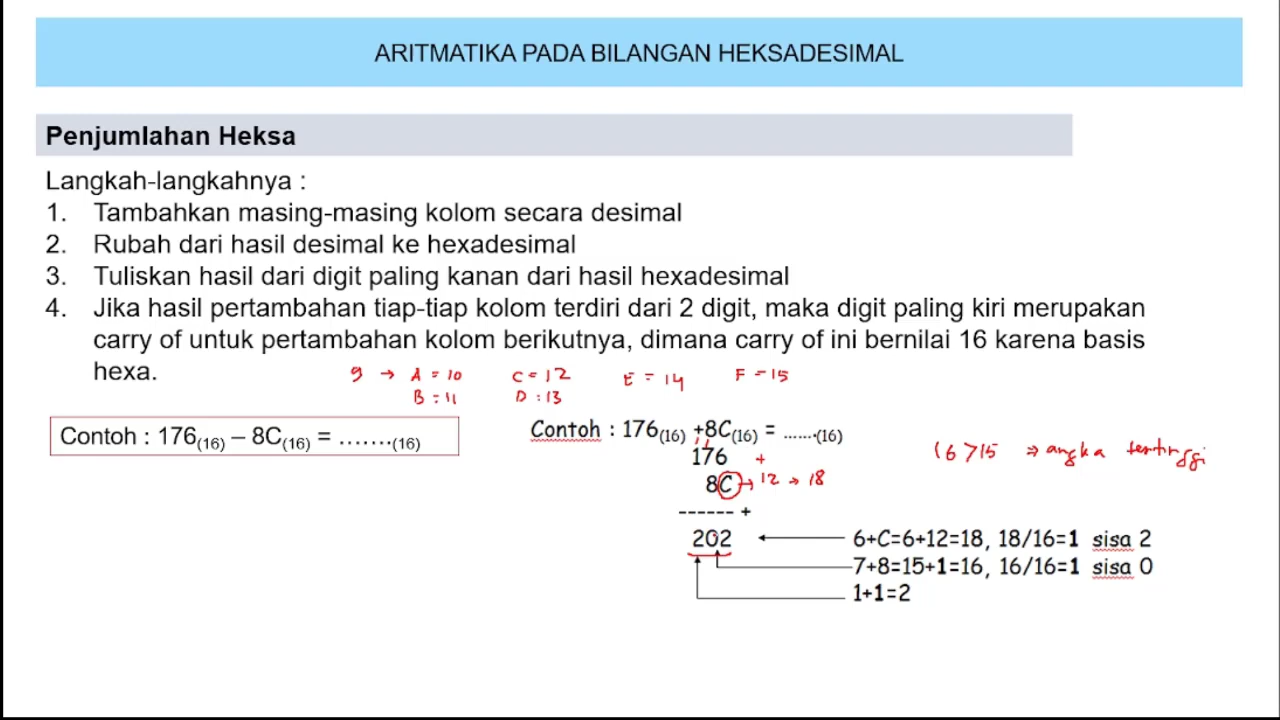 ARITMATIKA PADA BILANGAN HEKSADESIMAL
Penjumlahan Heksa
Langkah-langkahnya :
1. Tambahkan masing-masing kolom secara desimal
2. Rubah dari hasil desimal ke hexadesimal
3. Tuliskan hasil dari digit paling kanan dari hasil hexadesimal
4. Jika hasil pertambahan tiap-tiap kolom terdiri dari 2 digit, maka digit paling kiri merupakan
carry of untuk pertambahan kolom berikutnya, dimana carry of ini bernilai 16 karena basis
hexa.
9 → A = 10 C = 12 E = 14 F = 15
B = 11 D : 13
Contoh : 176(16) – 8C(16) = …….(16)
Contoh : 176(16) +8C(16) = ......(16)
1 1
176 +
8C → 12 → 18
------ +
202
16 > 15 ⇒ angka tertinggi
6+C=6+12=18, 18/16=1 sisa 2
7+8=15+1=16, 16/16=1 sisa 0
1+1=2